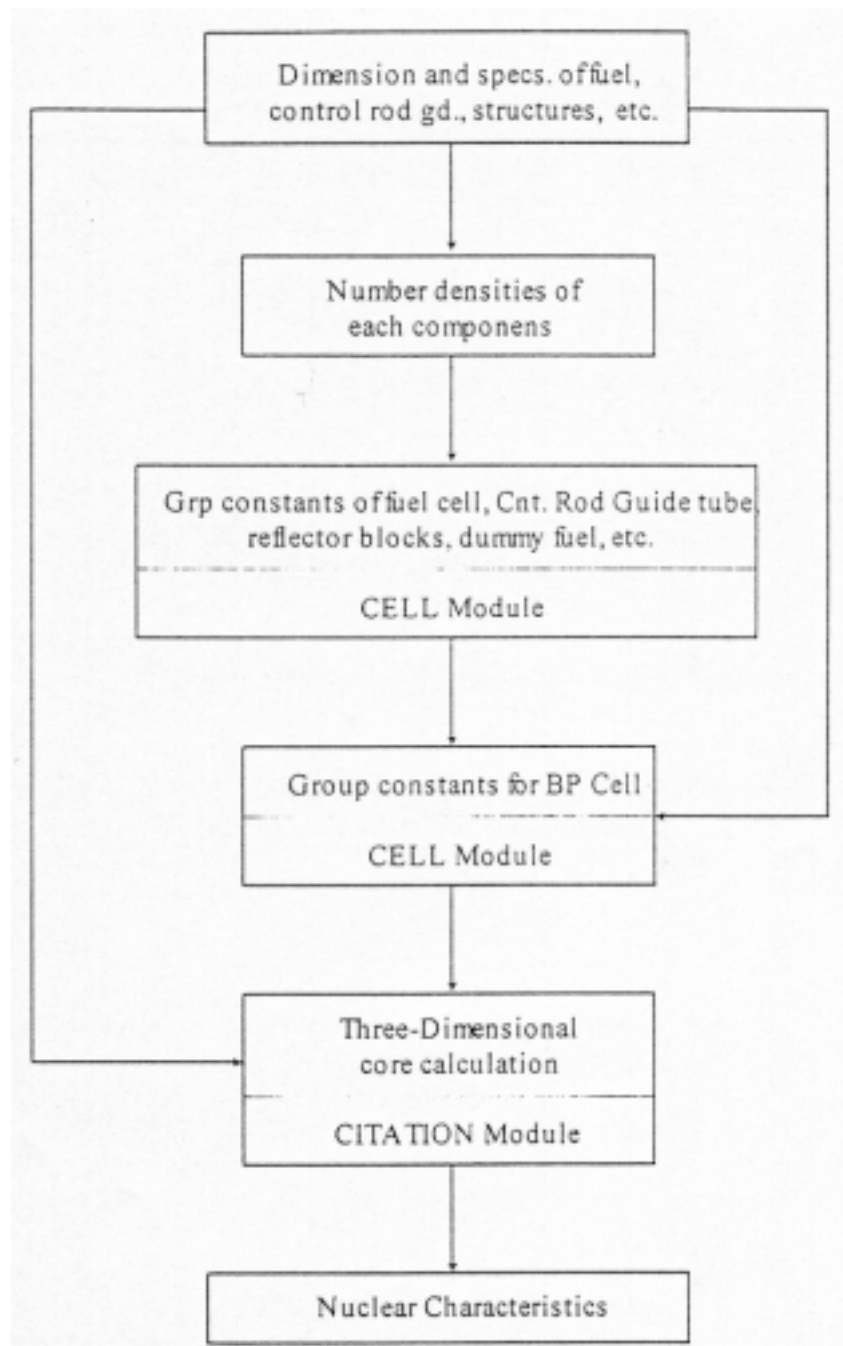 Dimension and specs. of fuel,
control rod gd., structures, etc.
Number densities of
each componens
Grp constants of fuel cell, Cnt. Rod Guide tube,
reflector blocks, dummy fuel, etc.
CELL Module
Group constants for BP Cell
CELL Module
Three-Dimensional
core calculation
CITATION Module
Nuclear Characteristics